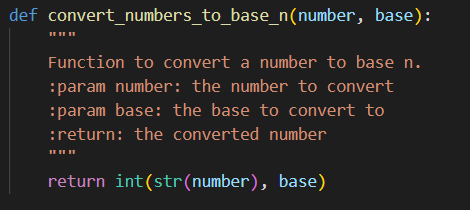 def convert_numbers_to_base_n(number, base):
    """
    Function to convert a number to base n.
    :param number: the number to convert
    :param base: the base to convert to
    :return: the converted number
    """
    return int(str(number), base)